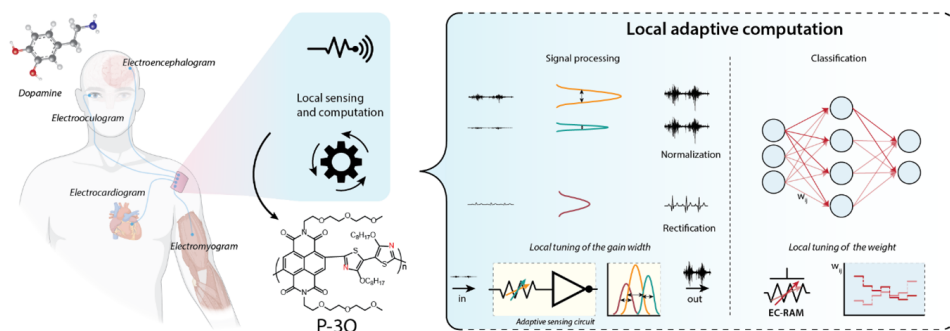 Dopamine
Electroencephalogram
Electrooculogram
Electrocardiogram
Electromyogram
Local sensing
and computation
O
O
O
O
N
O
O
N
O
O
O
O
O
C8H17
N
S
S
N
OC8H17
n
P-3O
Local adaptive computation
Signal processing
Normalization
Rectification
Local tuning of the gain width
in
Adaptive sensing circuit
out
Classification
Wij
Local tuning of the weight
EC-RAM
Wij